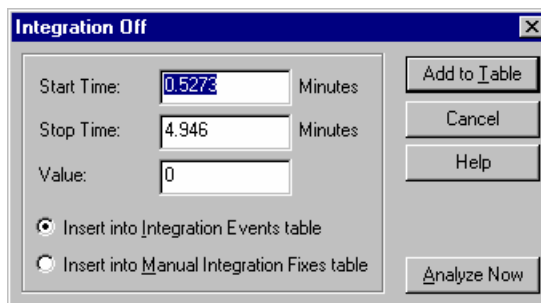 Integration Off
Start Time: 0.5273 Minutes
Add to Table
Stop Time: 4.946 Minutes
Cancel
Value: 0
Help
Insert into Integration Events table
Insert into Manual Integration Fixes table
Analyze Now